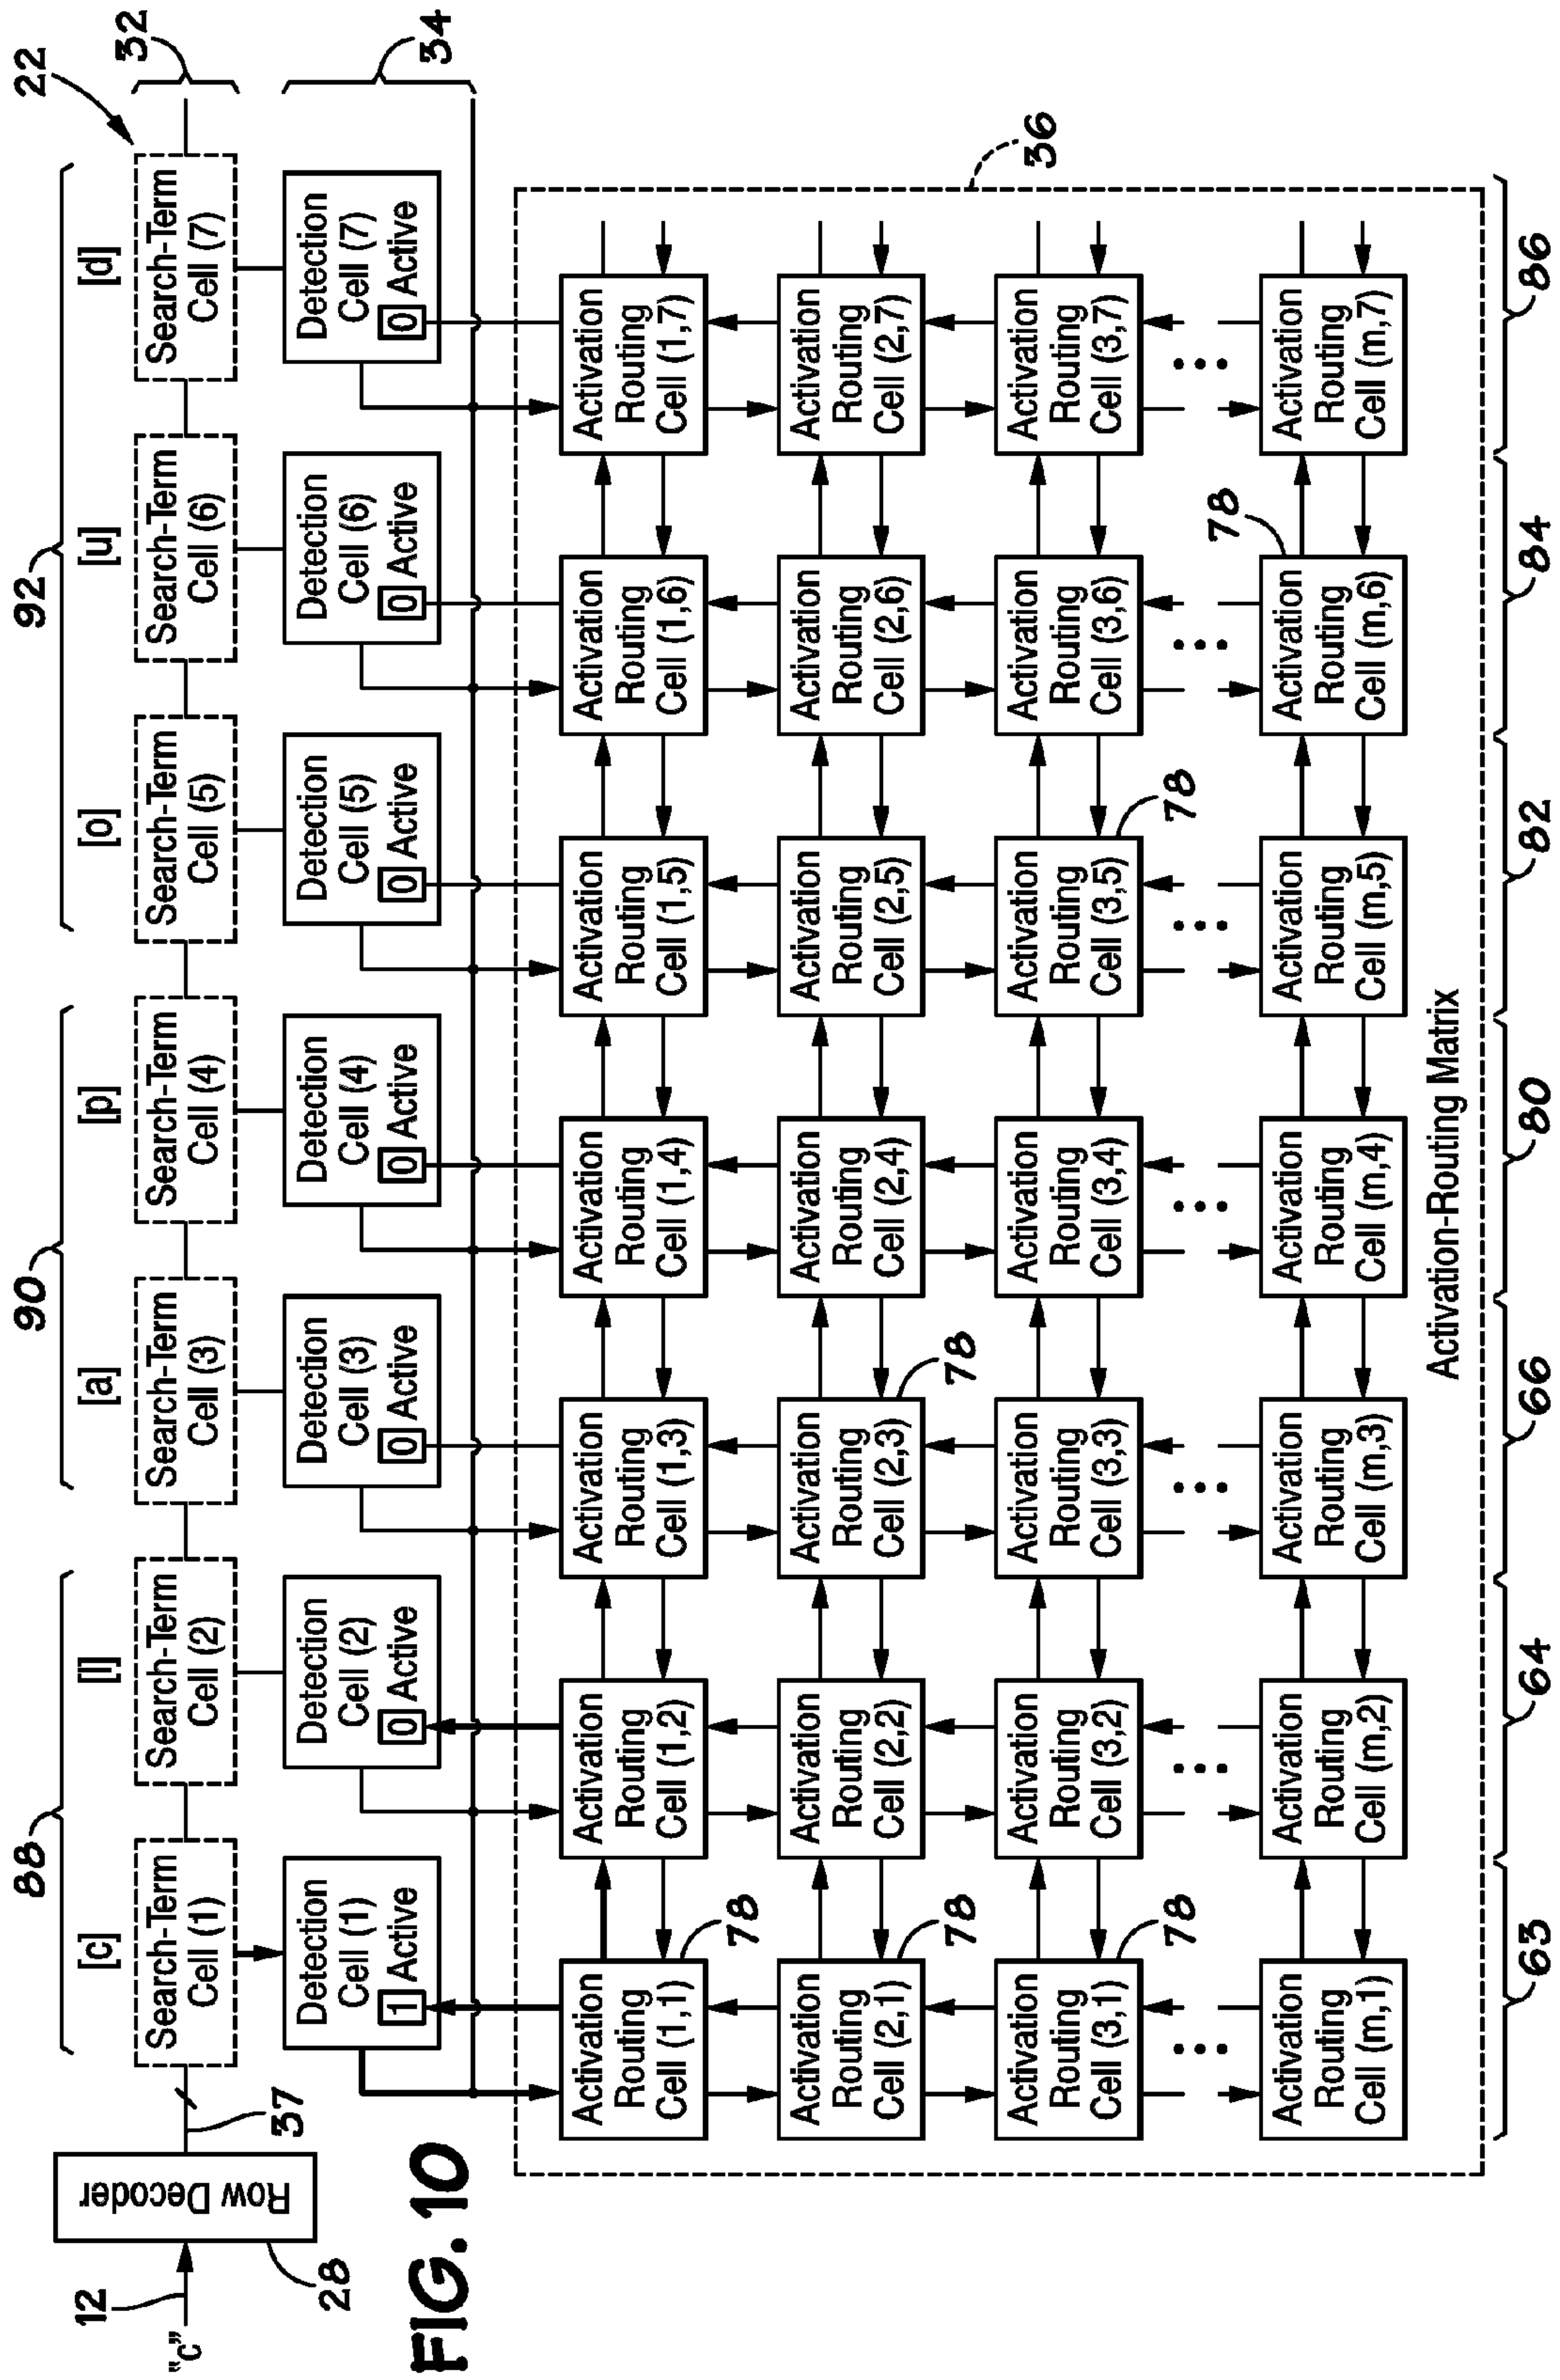 88
90
92
22
"c"
12
Row Decoder
28
37
[c]
[l]
[a]
[p]
[o]
[u]
[d]
Search-Term
Cell (1)
Search-Term
Cell (2)
Search-Term
Cell (3)
Search-Term
Cell (4)
Search-Term
Cell (5)
Search-Term
Cell (6)
Search-Term
Cell (7)
32
Detection
Cell (1)
1 Active
Detection
Cell (2)
0 Active
Detection
Cell (3)
0 Active
Detection
Cell (4)
0 Active
Detection
Cell (5)
0 Active
Detection
Cell (6)
0 Active
Detection
Cell (7)
0 Active
34
FIG. 10
36
Activation
Routing
Cell (1,1)
78
Activation
Routing
Cell (1,2)
Activation
Routing
Cell (1,3)
Activation
Routing
Cell (1,4)
Activation
Routing
Cell (1,5)
Activation
Routing
Cell (1,6)
Activation
Routing
Cell (1,7)
Activation
Routing
Cell (2,1)
78
Activation
Routing
Cell (2,2)
Activation
Routing
Cell (2,3)
78
Activation
Routing
Cell (2,4)
Activation
Routing
Cell (2,5)
Activation
Routing
Cell (2,6)
Activation
Routing
Cell (2,7)
Activation
Routing
Cell (3,1)
78
Activation
Routing
Cell (3,2)
Activation
Routing
Cell (3,3)
Activation
Routing
Cell (3,4)
Activation
Routing
Cell (3,5)
78
Activation
Routing
Cell (3,6)
Activation
Routing
Cell (3,7)
Activation
Routing
Cell (m,1)
Activation
Routing
Cell (m,2)
Activation
Routing
Cell (m,3)
Activation
Routing
Cell (m,4)
Activation
Routing
Cell (m,5)
Activation
Routing
Cell (m,6)
78
Activation
Routing
Cell (m,7)
Activation-Routing Matrix
63
64
66
80
82
84
86